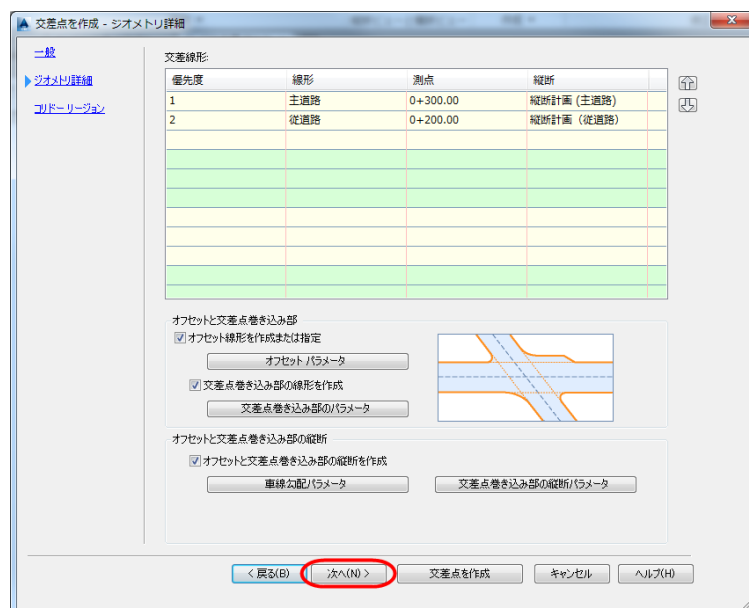 交差点を作成 - ジオメトリ詳細
一般
ジオメトリ詳細
コリドー リージョン
交差線形:
優先度 線形 測点 縦断
1 主道路 0+300.00 縦断計画 (主道路)
2 従道路 0+200.00 縦断計画（従道路）
オフセットと交差点巻き込み部
オフセット線形を作成または指定
オフセット パラメータ
交差点巻き込み部の線形を作成
交差点巻き込み部のパラメータ
オフセットと交差点巻き込み部の縦断
オフセットと交差点巻き込み部の縦断を作成
車線勾配パラメータ 交差点巻き込み部の縦断パラメータ
< 戻る(B) 次へ(N) > 交差点を作成 キャンセル ヘルプ(H)